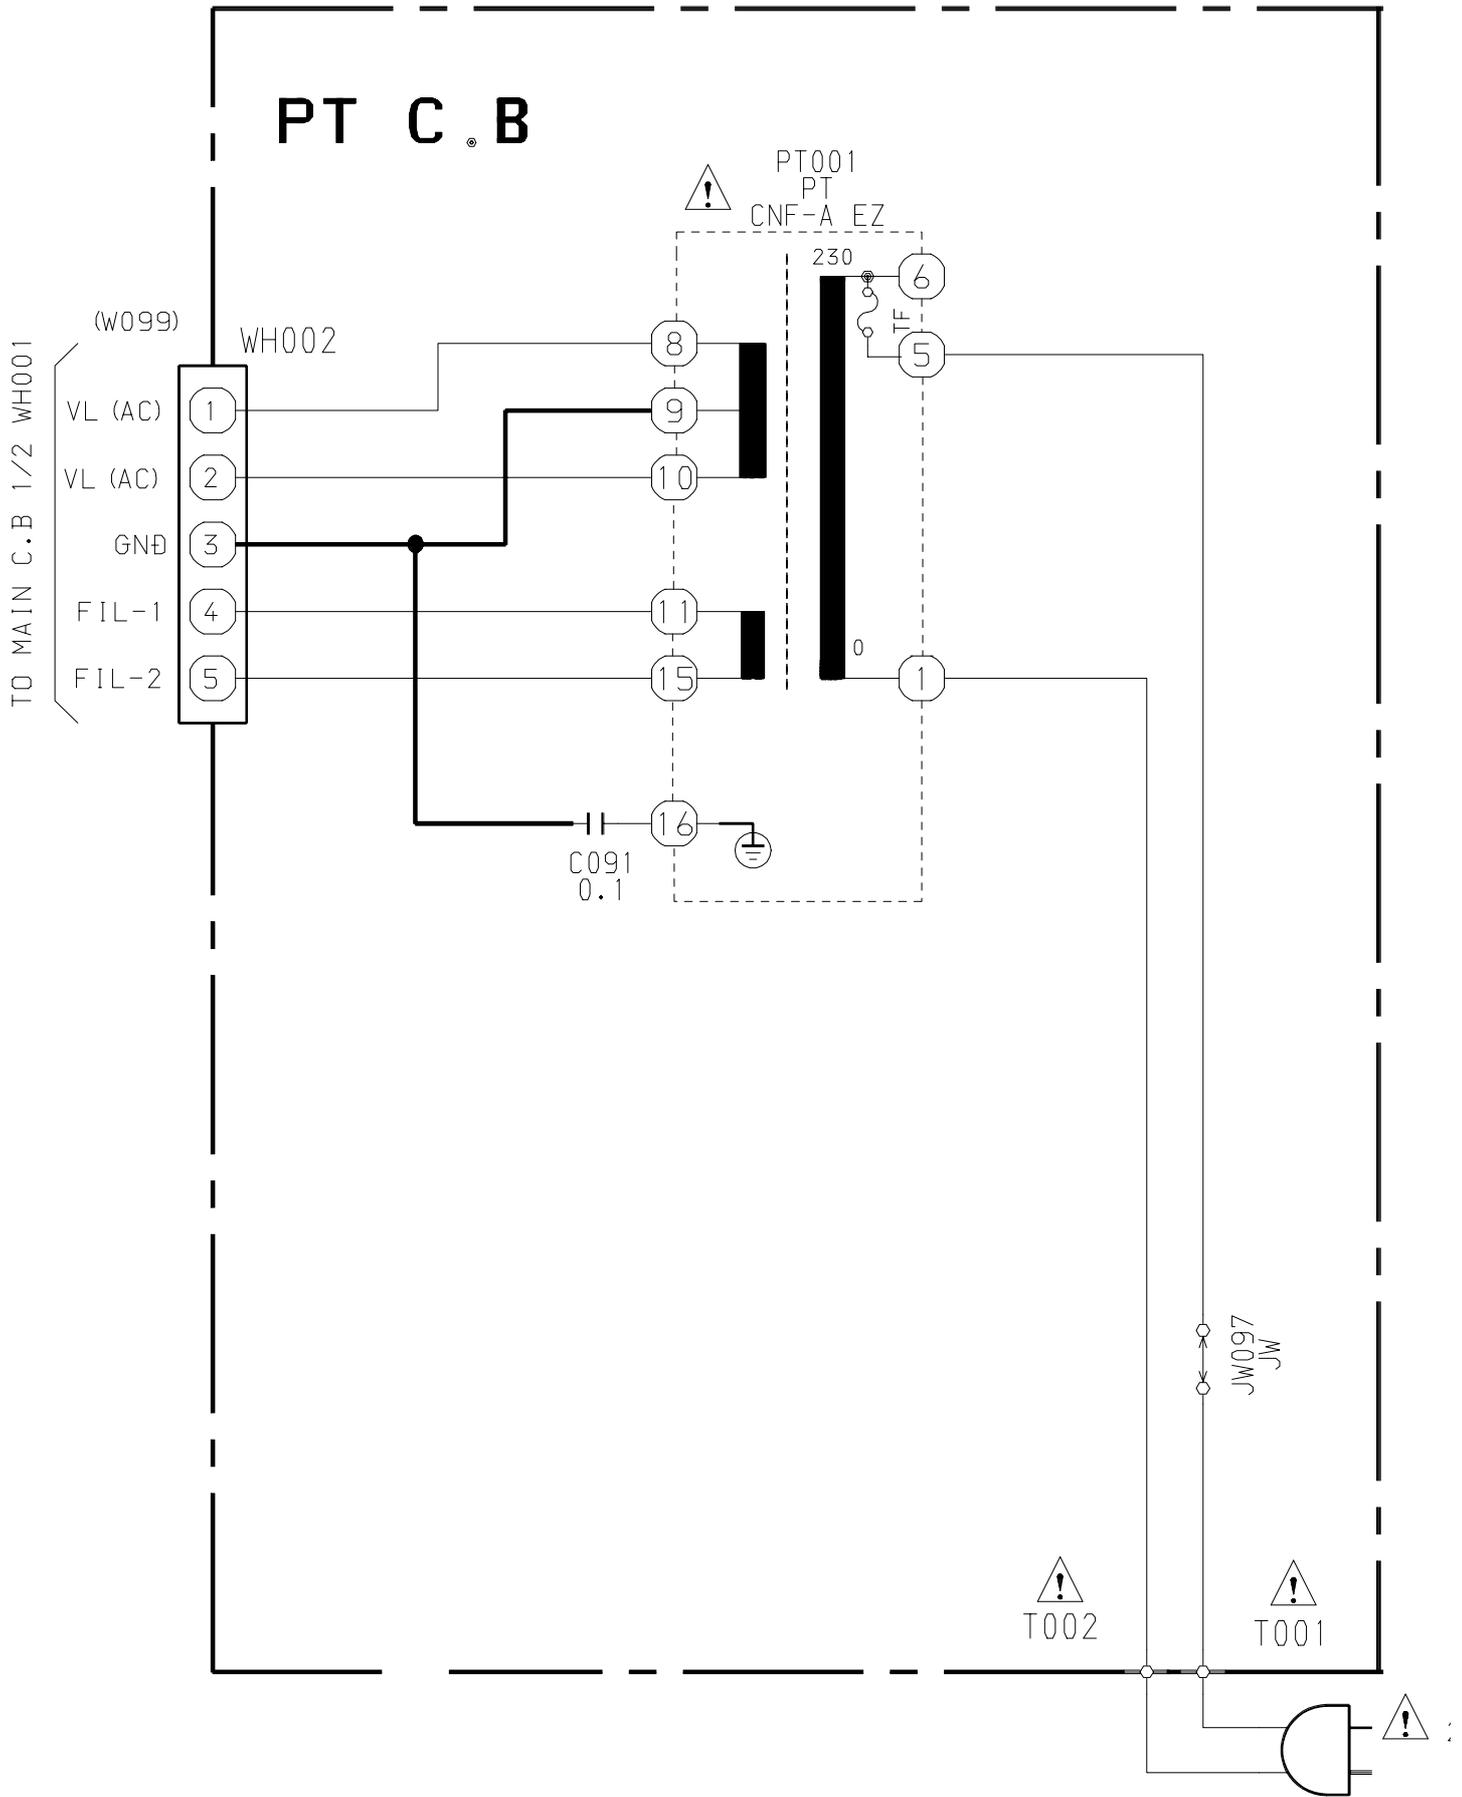 PT C.B
PT001
PT
CNF-A EZ
230
6
TF
5
(W099)
WH002
TO MAIN C.B 1/2 WH001
8
VL (AC) 1
9
VL (AC) 2
10
GND 3
FIL-1 4
11
0
FIL-2 5
15
1
16
C091
0.1
JW097
JW
T002
T001